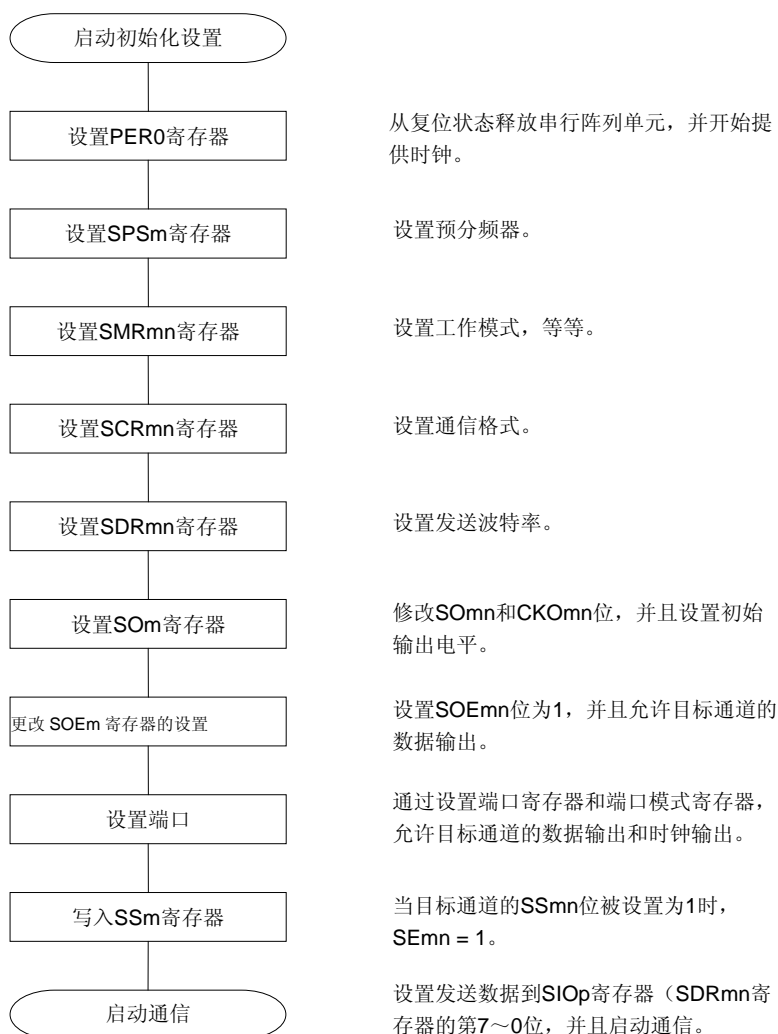 启动初始化设置
设置PER0寄存器
从复位状态释放串行阵列单元，并开始提
供时钟。
设置SPSm寄存器
设置预分频器。
设置SMRmn寄存器
设置工作模式，等等。
设置SCRmn寄存器
设置通信格式。
设置SDRmn寄存器
设置发送波特率。
设置SOm寄存器
修改SOmn和CKOmn位，并且设置初始
输出电平。
更改 SOEm 寄存器的设置
设置SOEmn位为1，并且允许目标通道的
数据输出。
设置端口
通过设置端口寄存器和端口模式寄存器，
允许目标通道的数据输出和时钟输出。
写入SSm寄存器
当目标通道的SSmn位被设置为1时，
SEmn = 1。
启动通信
设置发送数据到SIOp寄存器（SDRmn寄
存器的第7～0位，并且启动通信。